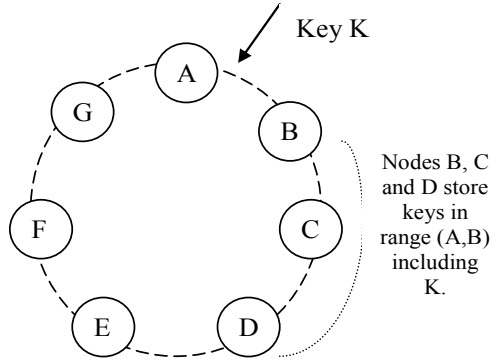 Key K
A
B
G
Nodes B, C
and D store
keys in
range (A,B)
including
K.
F
C
E
D